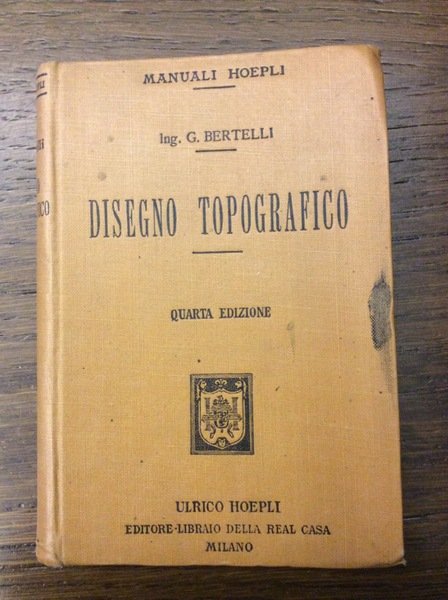 MANUALI HOEPLI
Ing. G. BERTELLI
DISEGNO TOPOGRAFICO
QUARTA EDIZIONE
ULRICO HOEPLI
EDITORE-LIBRAIO DELLA REAL CASA
MILANO